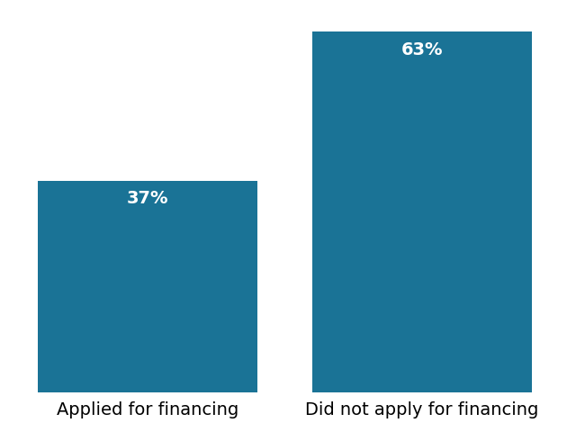 63%
37%
Applied for financing
Did not apply for financing